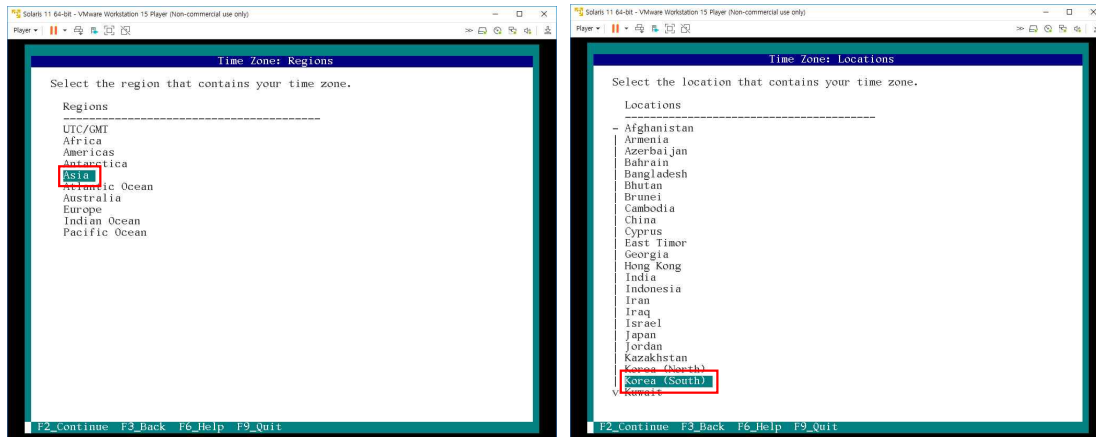 Solaris 11 64-bit - VMware Workstation 15 Player (Non-commercial use only)
Player
Time Zone: Regions
Select the region that contains your time zone.
Regions
----------------------------------------
UTC/GMT
Africa
Americas
Antarctica
Asia
Atlantic Ocean
Australia
Europe
Indian Ocean
Pacific Ocean
F2_Continue F3_Back F6_Help F9_Quit
Solaris 11 64-bit - VMware Workstation 15 Player (Non-commercial use only)
Player
Time Zone: Locations
Select the location that contains your time zone.
Locations
----------------------------------------
- Afghanistan
| Armenia
| Azerbaijan
| Bahrain
| Bangladesh
| Bhutan
| Brunei
| Cambodia
| China
| Cyprus
| East Timor
| Georgia
| Hong Kong
| India
| Indonesia
| Iran
| Iraq
| Israel
| Japan
| Jordan
| Kazakhstan
| Korea (North)
| Korea (South)
V Kuwait
F2_Continue F3_Back F6_Help F9_Quit